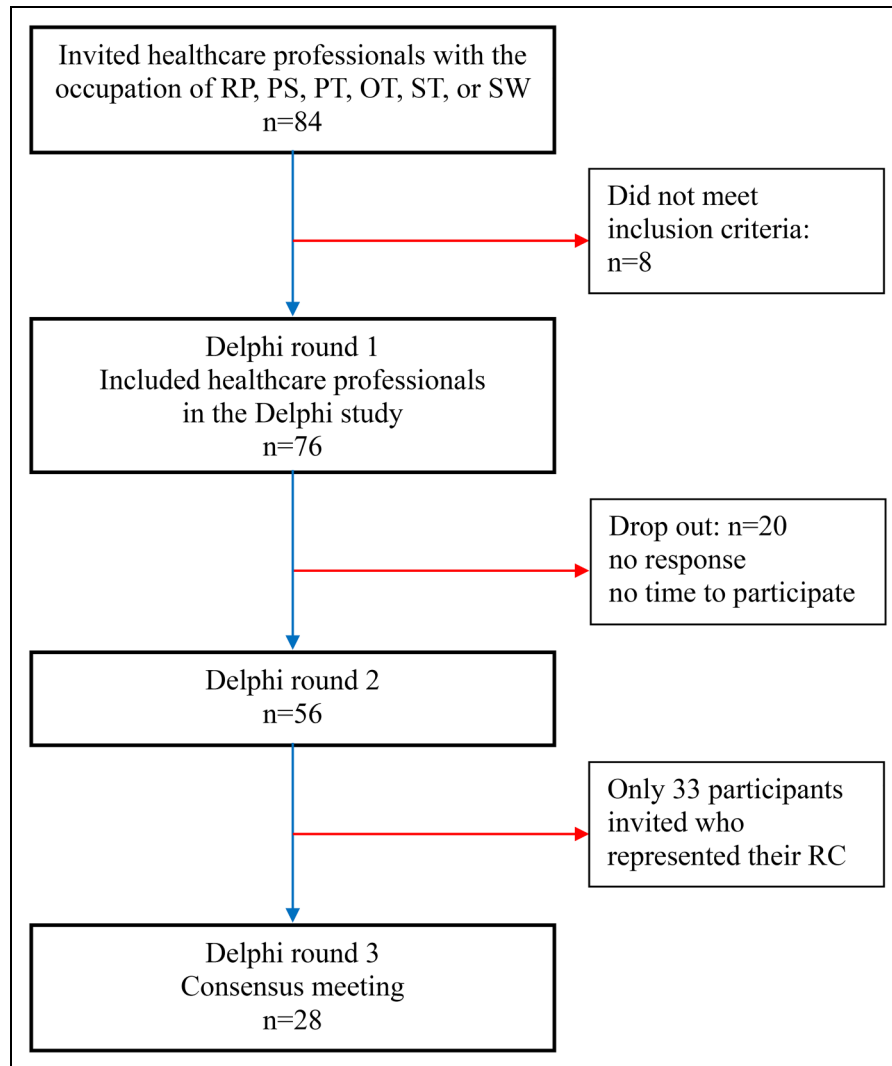 Invited healthcare professionals with the
occupation of RP, PS, PT, OT, ST, or SW
n=84
Did not meet
inclusion criteria:
n=8
Delphi round 1
Included healthcare professionals
in the Delphi study
n=76
Drop out: n=20
no response
no time to participate
Delphi round 2
n=56
Only 33 participants
invited who
represented their RC
Delphi round 3
Consensus meeting
n=28